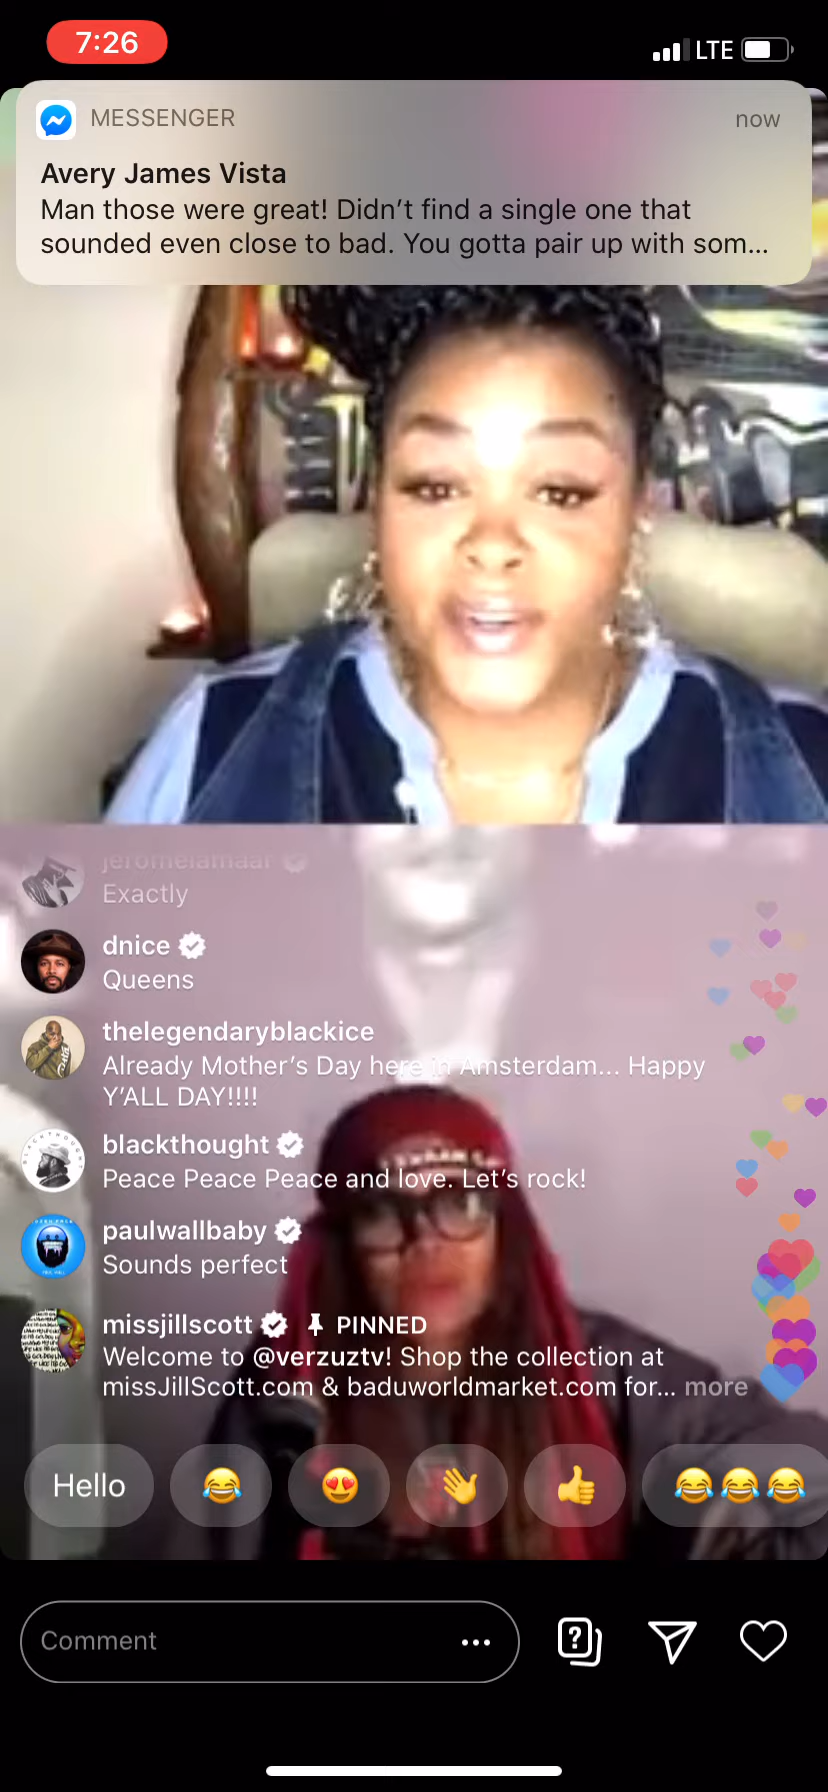 7:26
LTE
MESSENGER
now
Avery James Vista
Man those were great! Didn’t find a single one that
sounded even close to bad. You gotta pair up with som...
jeromelamaar
Exactly
dnice
Queens
thelegendaryblackice
Already Mother’s Day here in Amsterdam... Happy
Y’ALL DAY!!!!
blackthought
Peace Peace Peace and love. Let’s rock!
paulwallbaby
Sounds perfect
missjillscott PINNED
Welcome to @verzuztv! Shop the collection at
missJillScott.com & baduworldmarket.com for... more
Hello
Comment